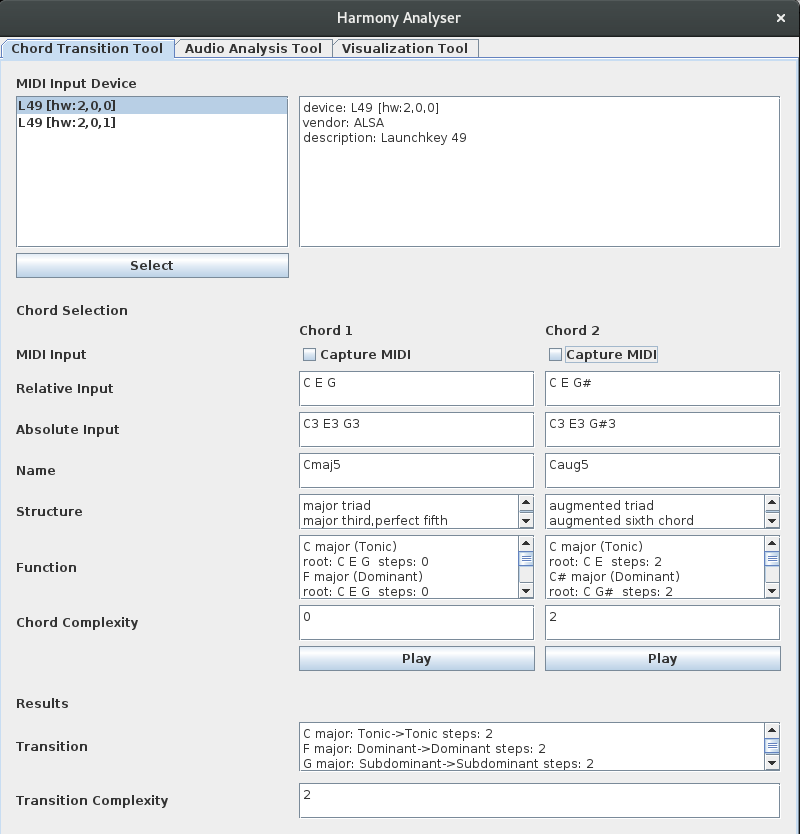 Harmony Analyser ×
Chord Transition Tool Audio Analysis Tool Visualization Tool
MIDI Input Device
L49 [hw:2,0,0]
L49 [hw:2,0,1]
device: L49 [hw:2,0,0]
vendor: ALSA
description: Launchkey 49
Select
Chord Selection
Chord 1 Chord 2
MIDI Input Capture MIDI Capture MIDI
Relative Input C E G C E G#
Absolute Input C3 E3 G3 C3 E3 G#3
Name Cmaj5 Caug5
Structure
major triad
major third,perfect fifth
augmented triad
augmented sixth chord
Function
C major (Tonic)
root: C E G  steps: 0
F major (Dominant)
root: C E G  steps: 0
C major (Tonic)
root: C E  steps: 2
C# major (Dominant)
root: C G#  steps: 2
Chord Complexity 0 2
Play Play
Results
Transition
C major: Tonic->Tonic steps: 2
F major: Dominant->Dominant steps: 2
G major: Subdominant->Subdominant steps: 2
Transition Complexity 2